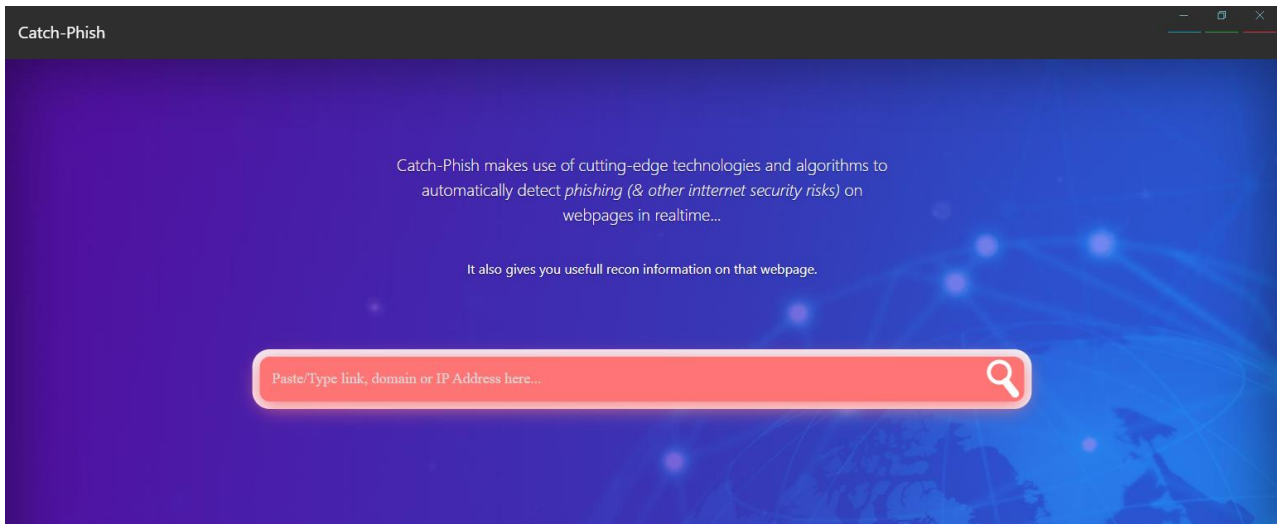 Catch-Phish
Catch-Phish makes use of cutting-edge technologies and algorithms to
automatically detect phishing (& other intternet security risks) on
webpages in realtime...
It also gives you usefull recon information on that webpage.
Paste/Type link, domain or IP Address here...